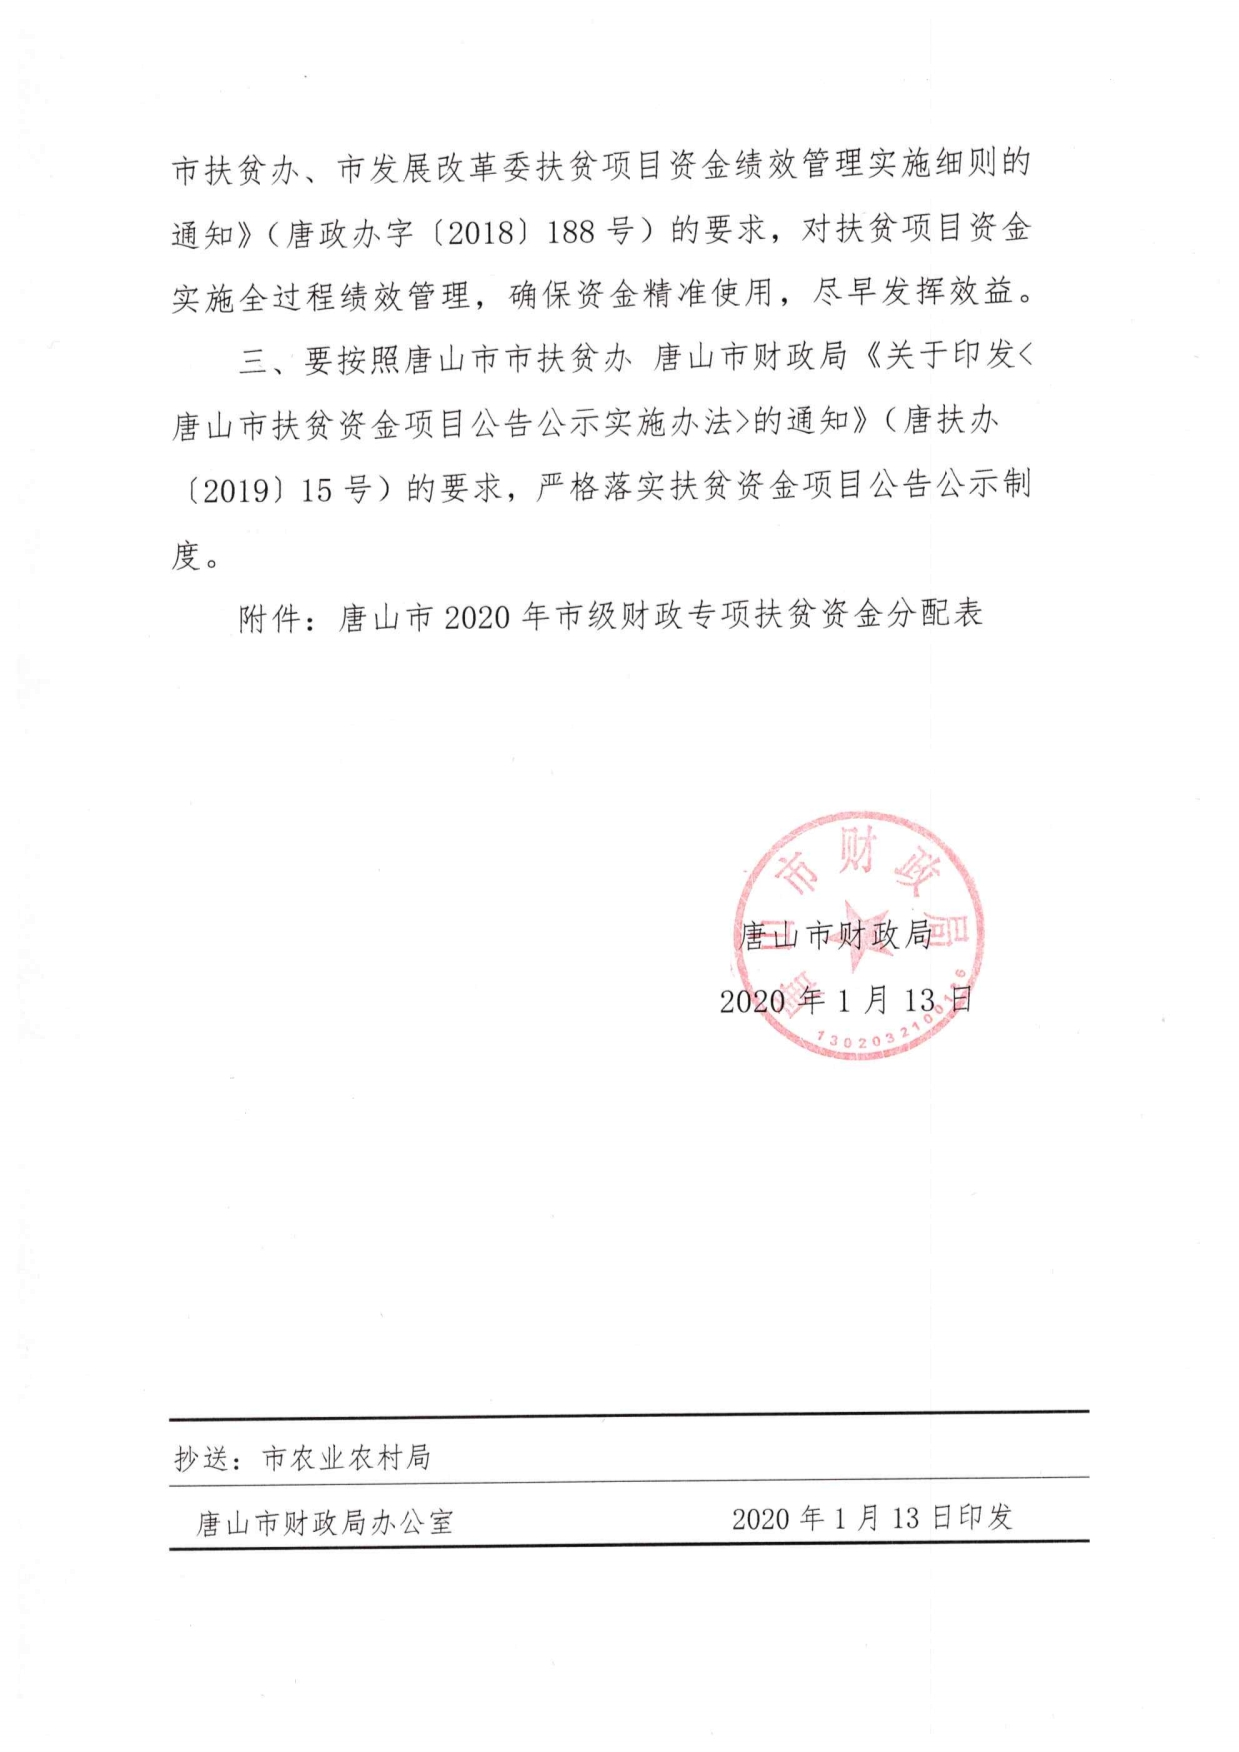 市扶贫办、市发展改革委扶贫项目资金绩效管理实施细则的
通知》（唐政办字〔2018〕188号）的要求，对扶贫项目资金
实施全过程绩效管理，确保资金精准使用，尽早发挥效益。
三、要按照唐山市市扶贫办 唐山市财政局《关于印发<
唐山市扶贫资金项目公告公示实施办法>的通知》（唐扶办
〔2019〕15号）的要求，严格落实扶贫资金项目公告公示制
度。
附件：唐山市2020年市级财政专项扶贫资金分配表
唐山市财政局
唐山市财政局
2020年1月13日
抄送：市农业农村局
唐山市财政局办公室 2020年1月13日印发